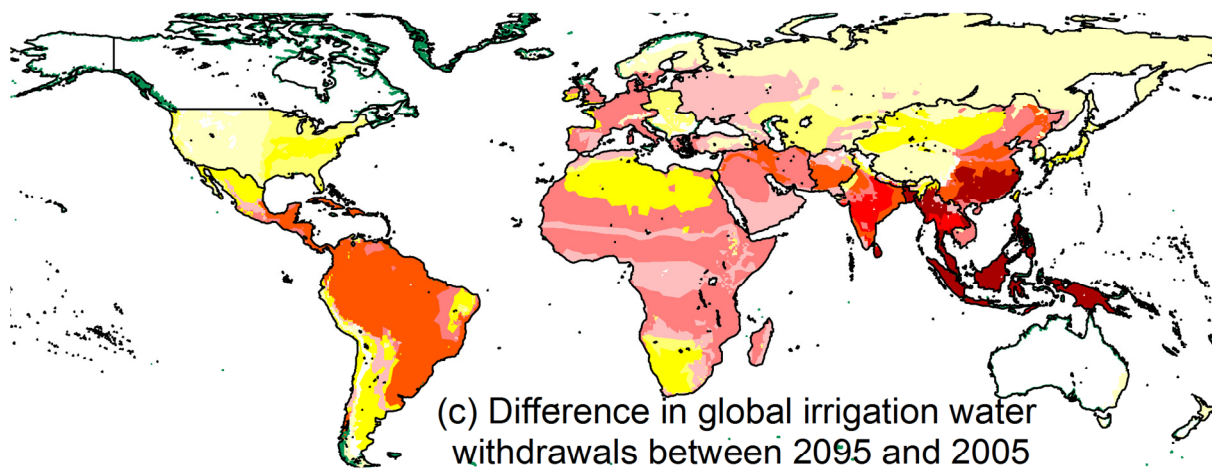 (c) Difference in global irrigation water
withdrawals between 2095 and 2005